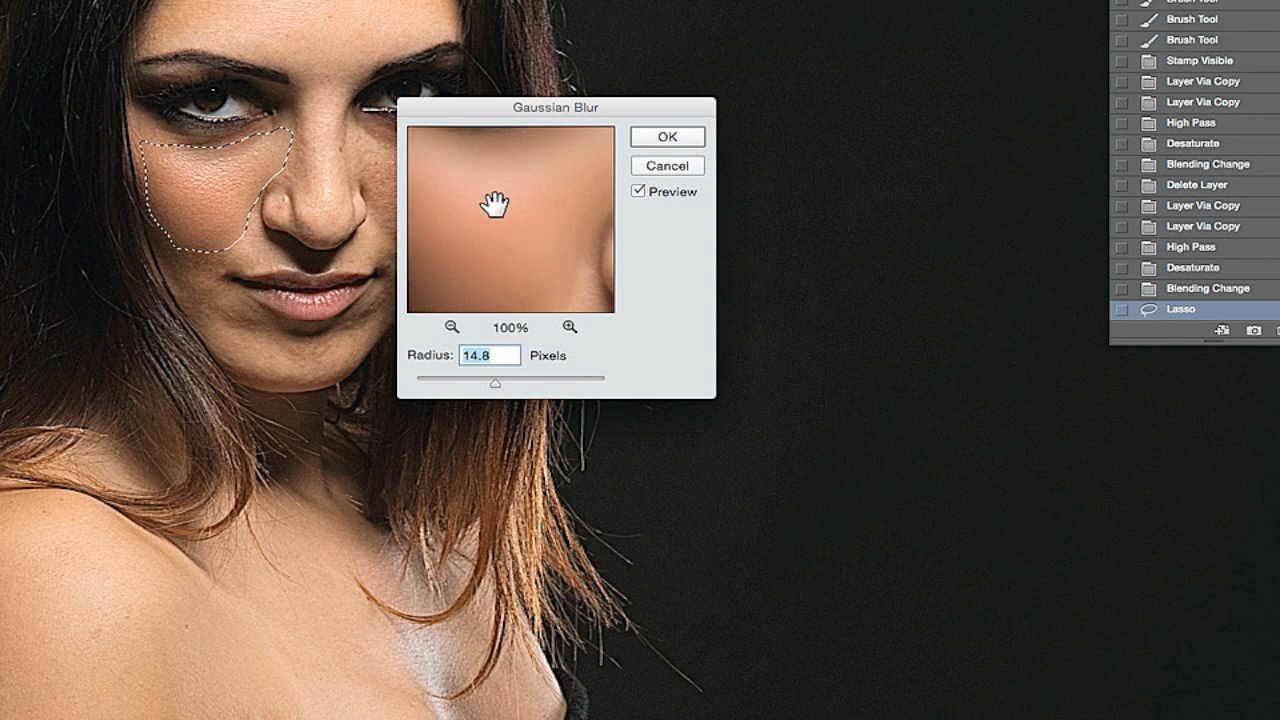 Brush Tool
Brush Tool
Brush Tool
Stamp Visible
Layer Via Copy
Layer Via Copy
High Pass
Desaturate
Blending Change
Delete Layer
Layer Via Copy
Layer Via Copy
High Pass
Desaturate
Blending Change
Lasso
Gaussian Blur
OK
Cancel
Preview
100%
Radius: 14.8 Pixels